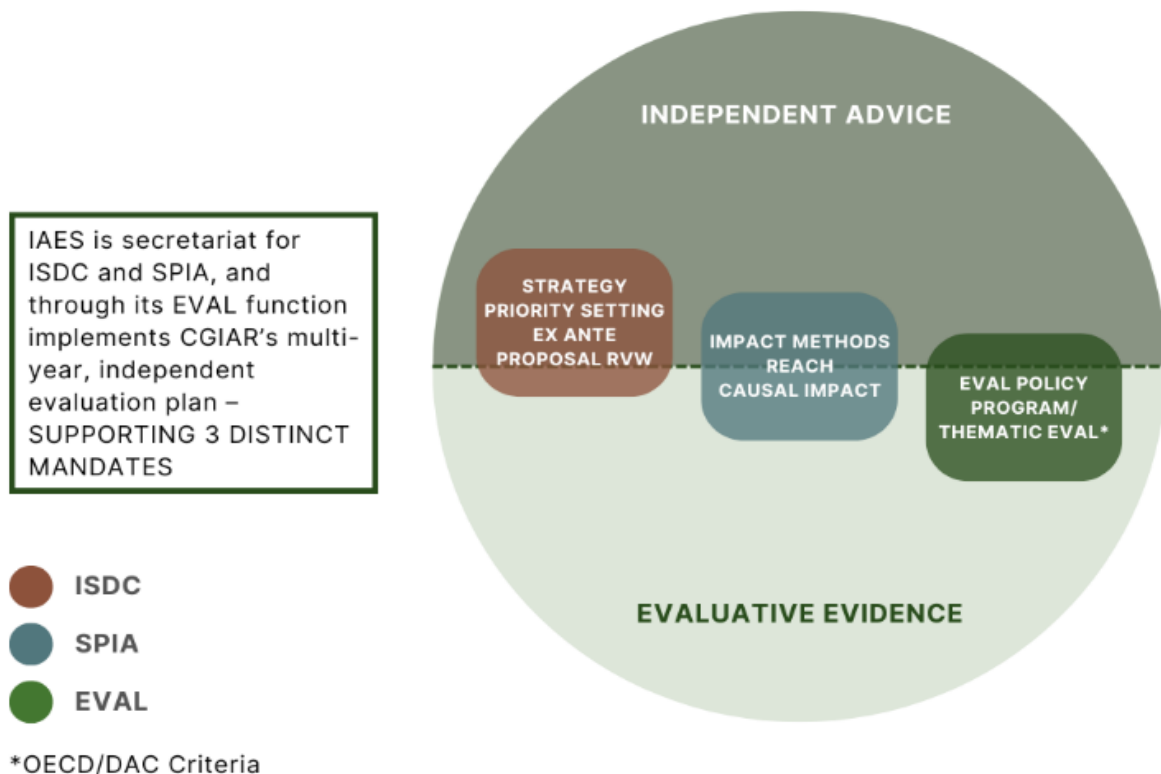 INDEPENDENT ADVICE
IAES is secretariat for
ISDC and SPIA, and
through its EVAL function
implements CGIAR's multi-
year, independent
evaluation plan –
SUPPORTING 3 DISTINCT
MANDATES
STRATEGY
PRIORITY SETTING
EX ANTE
PROPOSAL RVW
IMPACT METHODS
REACH
CAUSAL IMPACT
EVAL POLICY
PROGRAM/
THEMATIC EVAL*
EVALUATIVE EVIDENCE
ISDC
SPIA
EVAL
*OECD/DAC Criteria